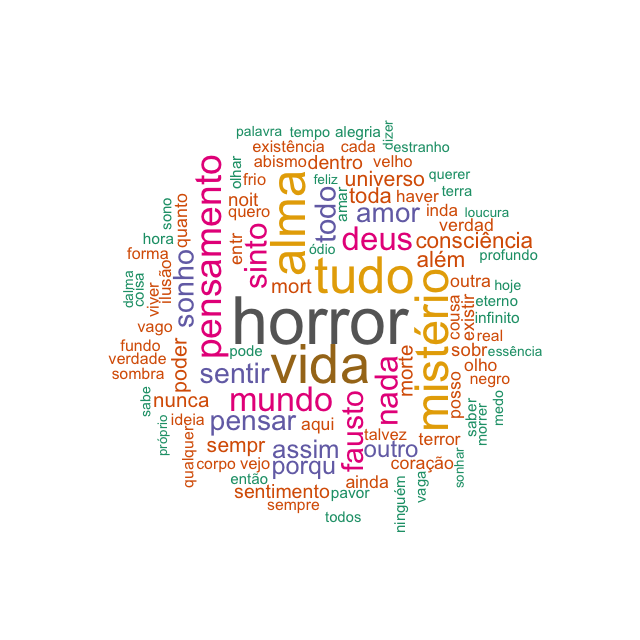 palavra
tempo
alegria
dizer
existência
cada
estranho
olhar
abismo
dentro
velho
frio
feliz
universo
querer
alma
pensamento
noit
todo
amar
toda
haver
terra
sono
quanto
quero
amor
inda
loucura
hora
entr
sinto
ódio
deus
verdad
consciência
forma
sonho
tudo
além
profundo
dalma
coisa
viver
ilusão
mort
mistério
outra
hoje
eterno
vago
horror
cousa
existir
infinito
fundo
poder
pode
vida
morte
real
verdade
sobr
essência
sombra
sentir
nada
olho
negro
sabe
nunca
mundo
posso
medo
próprio
ideia
pensar
fausto
aqui
saber
morrer
qualquer
sempr
assim
talvez
outro
terror
corpo
vejo
porqu
coração
sonhar
então
ainda
vaga
sentimento
pavor
sempre
ninguém
todos